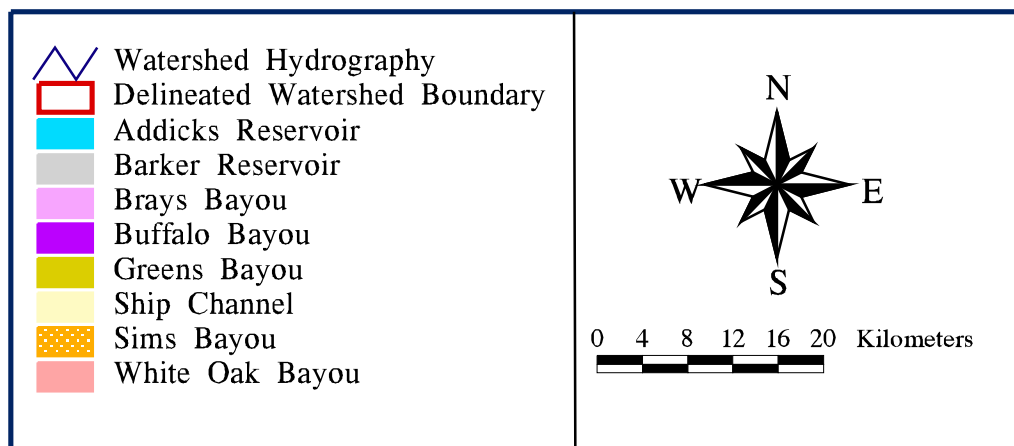 Watershed Hydrography
Delineated Watershed Boundary
Addicks Reservoir
Barker Reservoir
Brays Bayou
Buffalo Bayou
Greens Bayou
Ship Channel
Sims Bayou
White Oak Bayou
N
W E
S
0 4 8 12 16 20 Kilometers